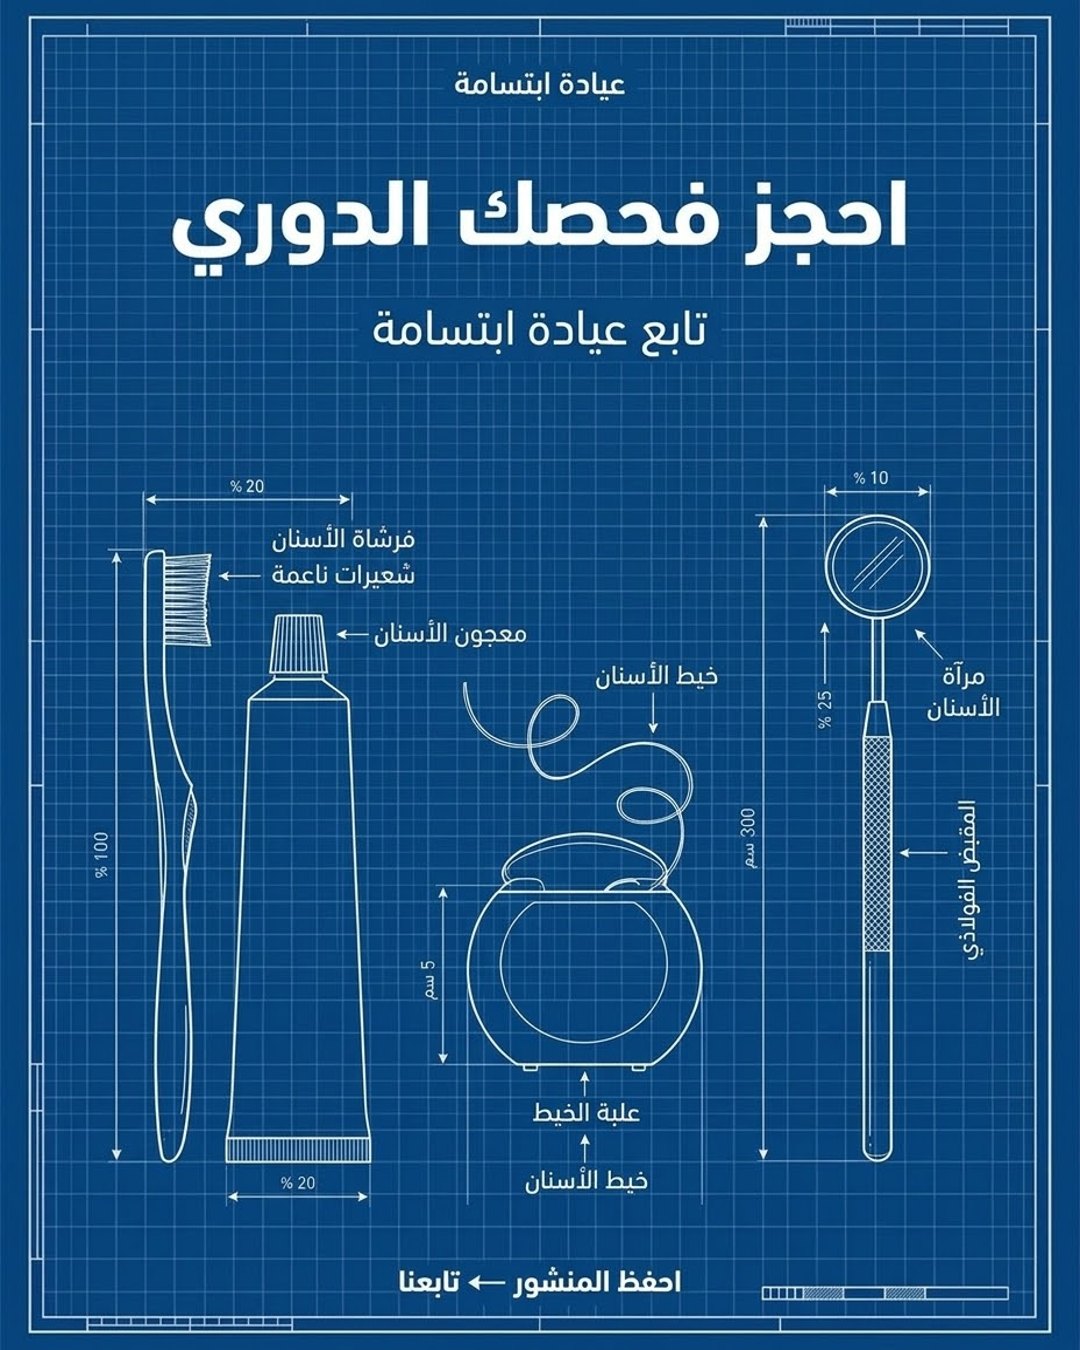 عيادة ابتسامة
احجز فحصك الدوري
تابع عيادة ابتسامة
% 10
% 20
فرشاة الأسنان
شعيرات ناعمة
معجون الأسنان
خيط الأسنان
مرآة
الأسنان
% 25
300 سم
المقبض الفولاذي
% 100
5 سم
علبة الخيط
خيط الأسنان
% 20
احفظ المنشور ← تابعنا